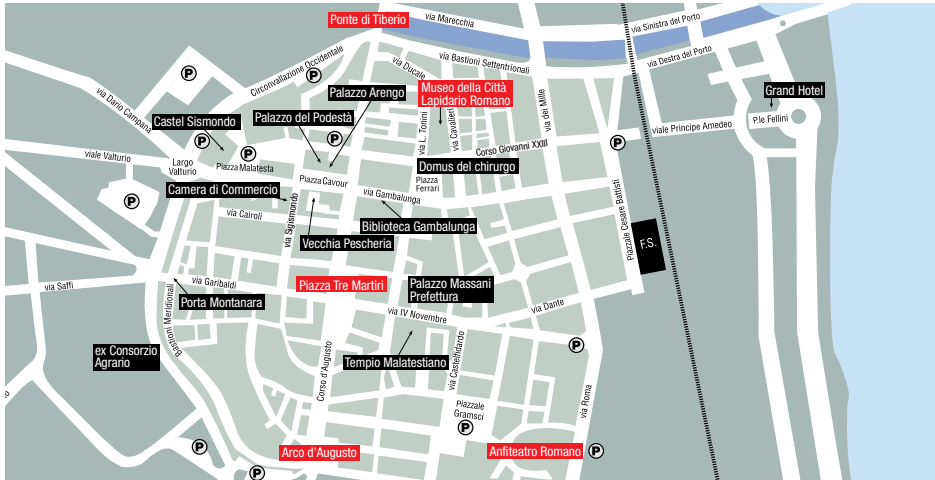 Ponte di Tiberio
via Marecchia
via Sinistra del Porto
via Destra del Porto
via Bastioni Settentrionali
Circonvallazione Occidentale
via Ducale
P
P
Palazzo Arengo
Museo della Città
Lapidario Romano
Grand Hotel
via Dario Campana
Castel Sismondo
Palazzo del Podestà
via L. Tonini
via Cavalieri
via dei Mille
viale Principe Amedeo
P.le Fellini
P
P
P
P
Corso Giovanni XXIII
viale Valturio
Largo
Valturio
Piazza Malatesta
Domus del chirurgo
Piazza Cavour
Piazza
Ferrari
Camera di Commercio
via Gambalunga
P
via Cairoli
via Sigismondo
Biblioteca Gambalunga
Vecchia Pescheria
Piazzale Cesare Battisti
F.S.
via Saffi
via Garibaldi
Piazza Tre Martiri
Palazzo Massani
Prefettura
Porta Montanara
via IV Novembre
via Dante
Bastioni Meridionali
ex Consorzio
Agrario
Tempio Malatestiano
P
Corso d'Augusto
via Castelfidardo
via Roma
Piazzale
Gramsci
P
P
Arco d'Augusto
Anfiteatro Romano
P
P